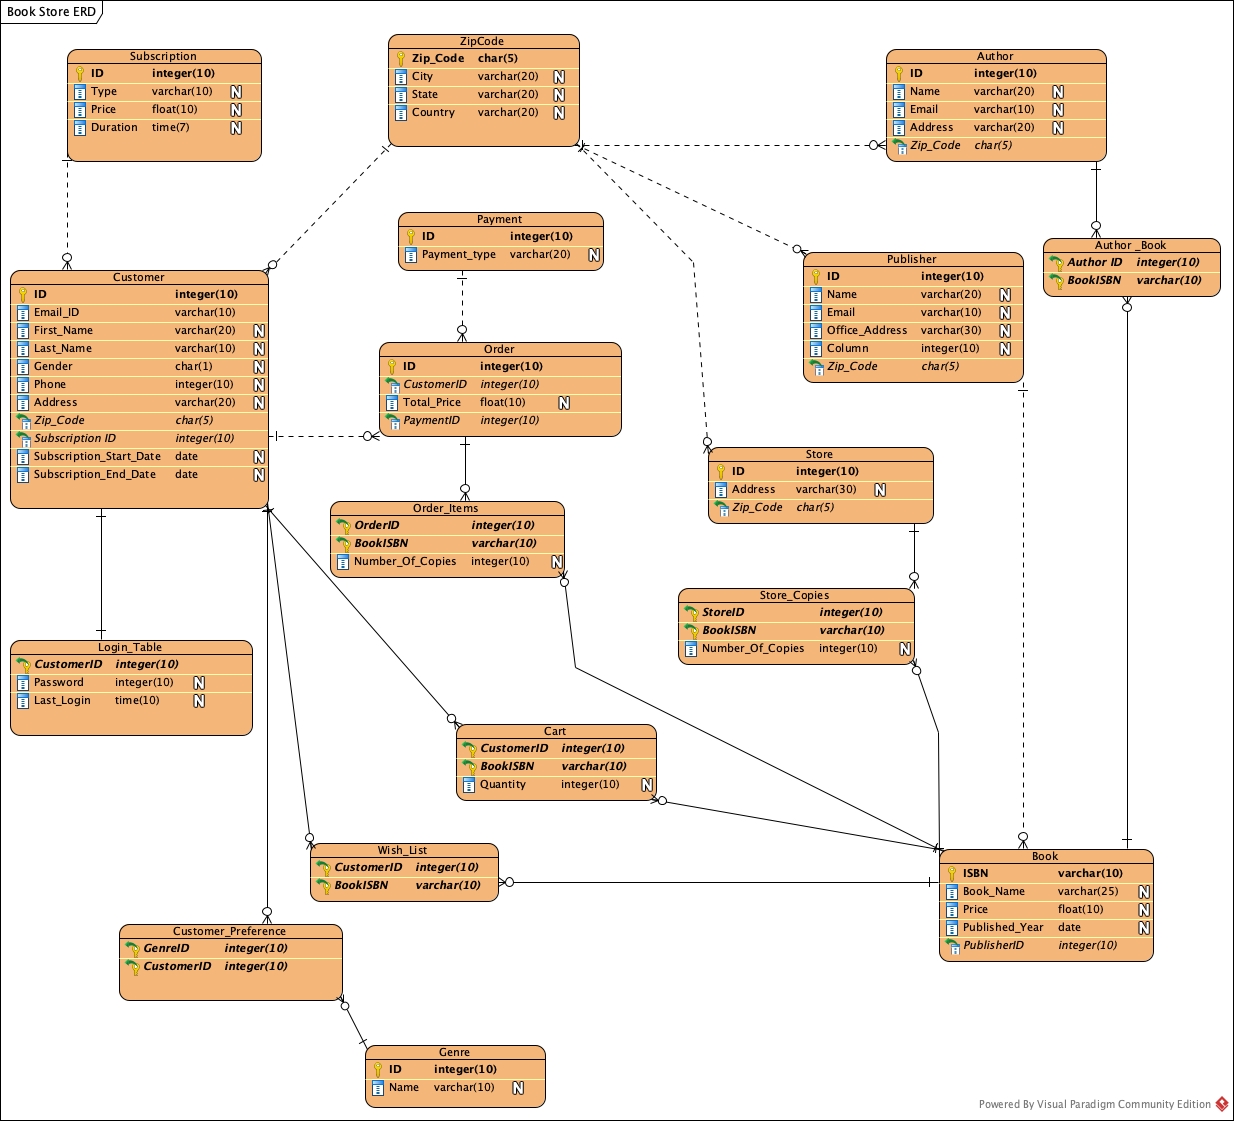 Book Store ERD
Subscription
ID integer(10)
Type varchar(10) N
Price float(10) N
Duration time(7) N
ZipCode
Zip_Code char(5)
City varchar(20) N
State varchar(20) N
Country varchar(20) N
Author
ID integer(10)
Name varchar(20) N
Email varchar(10) N
Address varchar(20) N
Zip_Code char(5)
Payment
ID integer(10)
Payment_type varchar(20) N
Author _Book
Author ID integer(10)
BookISBN varchar(10)
Publisher
ID integer(10)
Name varchar(20) N
Email varchar(10) N
Office_Address varchar(30) N
Column integer(10) N
Zip_Code char(5)
Customer
ID integer(10)
Email_ID varchar(10)
First_Name varchar(20) N
Last_Name varchar(10) N
Gender char(1) N
Phone integer(10) N
Address varchar(20) N
Zip_Code char(5)
Subscription ID integer(10)
Subscription_Start_Date date N
Subscription_End_Date date N
Order
ID integer(10)
CustomerID integer(10)
Total_Price float(10) N
PaymentID integer(10)
Store
ID integer(10)
Address varchar(30) N
Zip_Code char(5)
Order_Items
OrderID integer(10)
BookISBN varchar(10)
Number_Of_Copies integer(10) N
Store_Copies
StoreID integer(10)
BookISBN varchar(10)
Number_Of_Copies integer(10) N
Login_Table
CustomerID integer(10)
Password integer(10) N
Last_Login time(10) N
Cart
CustomerID integer(10)
BookISBN varchar(10)
Quantity integer(10) N
Wish_List
CustomerID integer(10)
BookISBN varchar(10)
Book
ISBN varchar(10)
Book_Name varchar(25) N
Price float(10) N
Published_Year date N
PublisherID integer(10)
Customer_Preference
GenreID integer(10)
CustomerID integer(10)
Genre
ID integer(10)
Name varchar(10) N
Powered By Visual Paradigm Community Edition